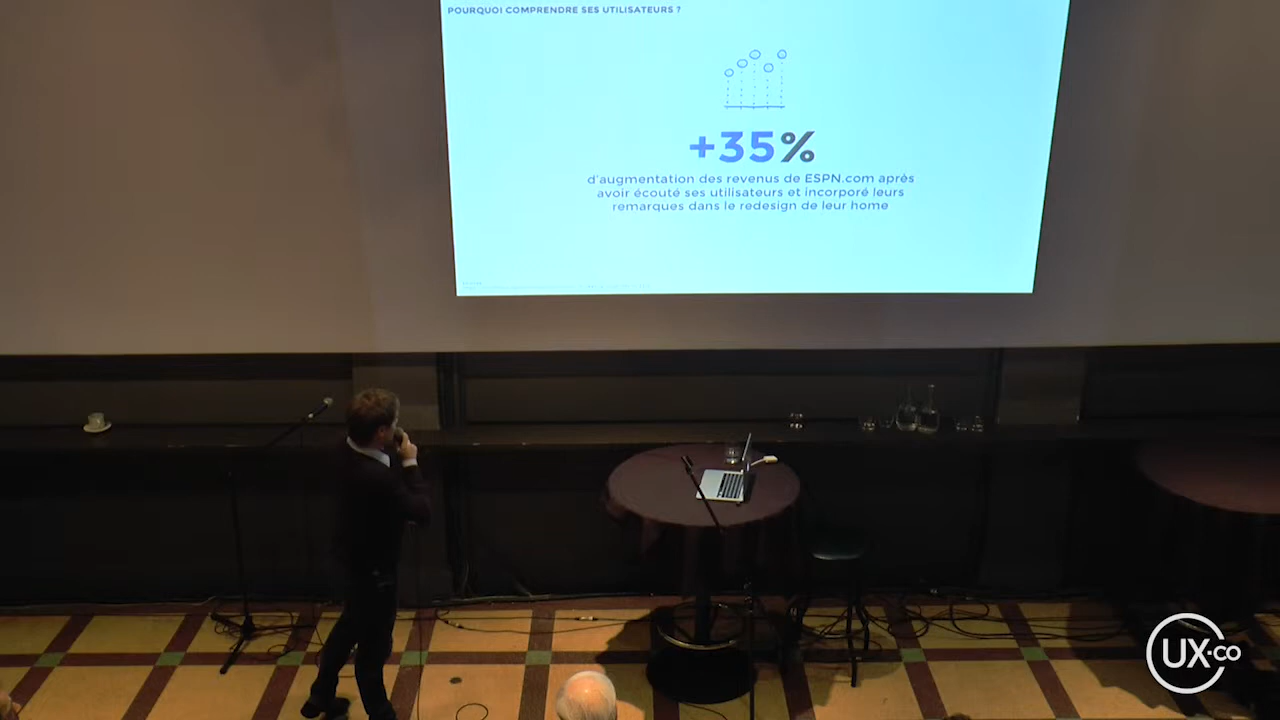 POURQUOI COMPRENDRE SES UTILISATEURS ?
+35%
d'augmentation des revenus de ESPN.com après
avoir écouté ses utilisateurs et incorporé leurs
remarques dans le redesign de leur home
UX-co